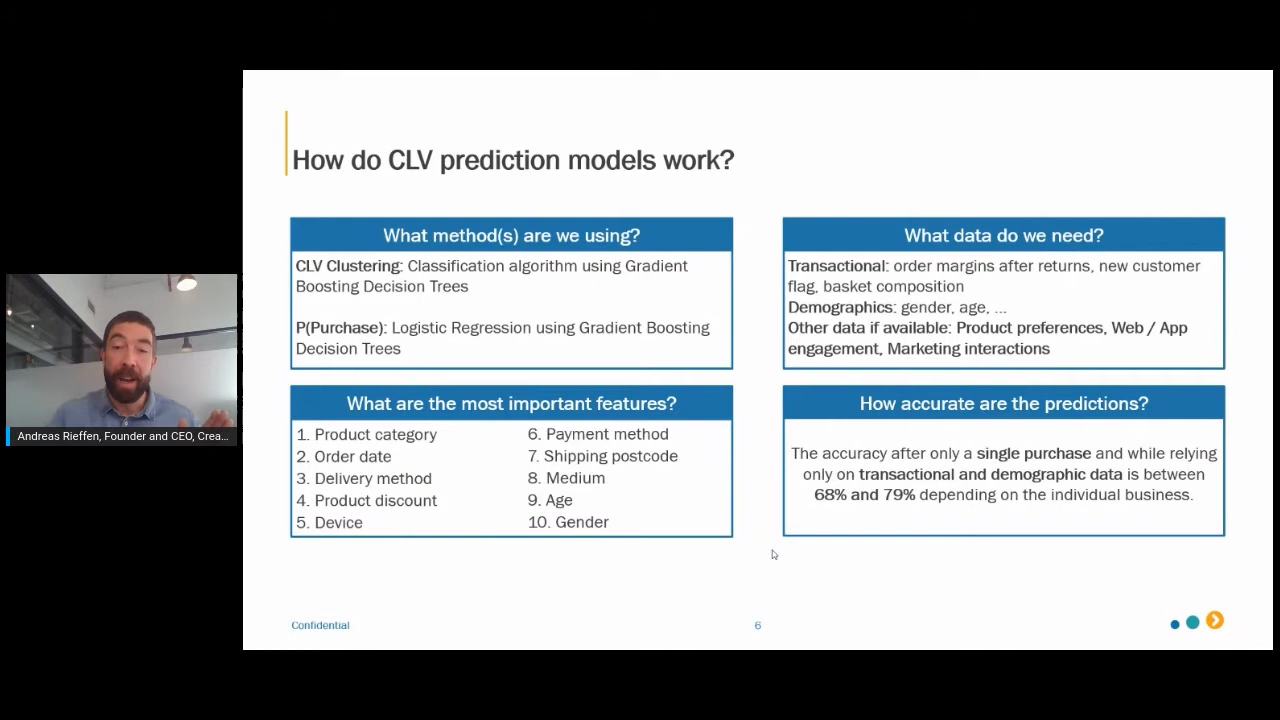 How do CLV prediction models work?
What method(s) are we using?
CLV Clustering: Classification algorithm using Gradient
Boosting Decision Trees
P(Purchase): Logistic Regression using Gradient Boosting
Decision Trees
What data do we need?
Transactional: order margins after returns, new customer
flag, basket composition
Demographics: gender, age, ...
Other data if available: Product preferences, Web / App
engagement, Marketing interactions
What are the most important features?
1. Product category
2. Order date
3. Delivery method
4. Product discount
5. Device
6. Payment method
7. Shipping postcode
8. Medium
9. Age
10. Gender
How accurate are the predictions?
The accuracy after only a single purchase and while relying
only on transactional and demographic data is between
68% and 79% depending on the individual business.
Andreas Rieffen, Founder and CEO, Crea...
Confidential
6